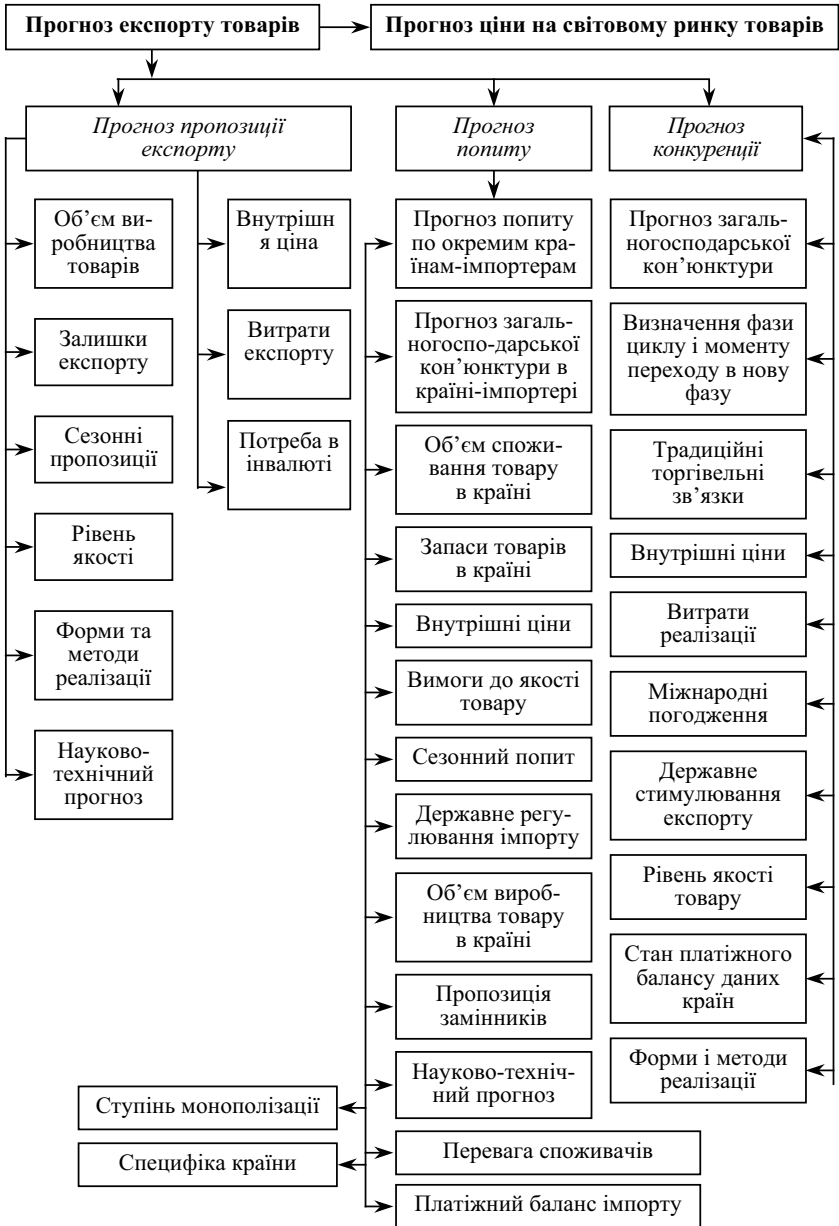 Прогноз експорту товарів
Прогноз ціни на світовому ринку товарів
Прогноз пропозиції
експорту
Прогноз
попиту
Прогноз
конкуренції
Об’єм ви-
робництва
товарів
Залишки
експорту
Сезонні
пропозиції
Рівень
якості
Форми та
методи
реалізації
Науково-
технічний
прогноз
Внутрішн
я ціна
Витрати
експорту
Потреба в
інвалюті
Прогноз попиту
по окремим кра-
їнам-імпортерам
Прогноз загаль-
ногоспо-дарської
кон’юнктури в
країні-імпортері
Об’єм спожи-
вання товару
в країні
Запаси товарів
в країні
Внутрішні ціни
Вимоги до якості
товару
Сезонний попит
Державне регу-
лювання імпорту
Об’єм вироб-
ництва товару
в країні
Пропозиція
замінників
Науково-техніч-
ний прогноз
Ступінь монополізації
Специфіка країни
Перевага споживачів
Платіжний баланс імпорту
Прогноз загаль-
ногосподарської
кон’юнктури
Визначення фази
циклу і моменту
переходу в нову
фазу
Традиційні
торгівельні
зв’язки
Внутрішні ціни
Витрати
реалізації
Міжнародні
погодження
Державне
стимулювання
експорту
Рівень якості
товару
Стан платіжного
балансу даних
країн
Форми і методи
реалізації